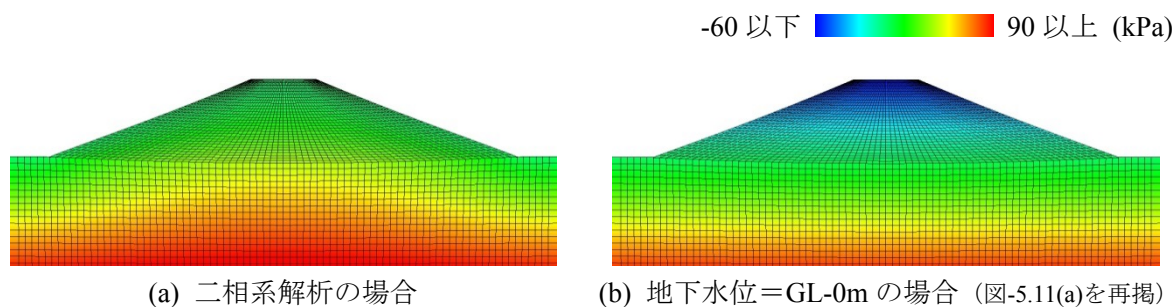 -60 以下 90 以上 (kPa)
(a) 二相系解析の場合
(b) 地下水位＝GL-0m の場合（図-5.11(a)を再掲）